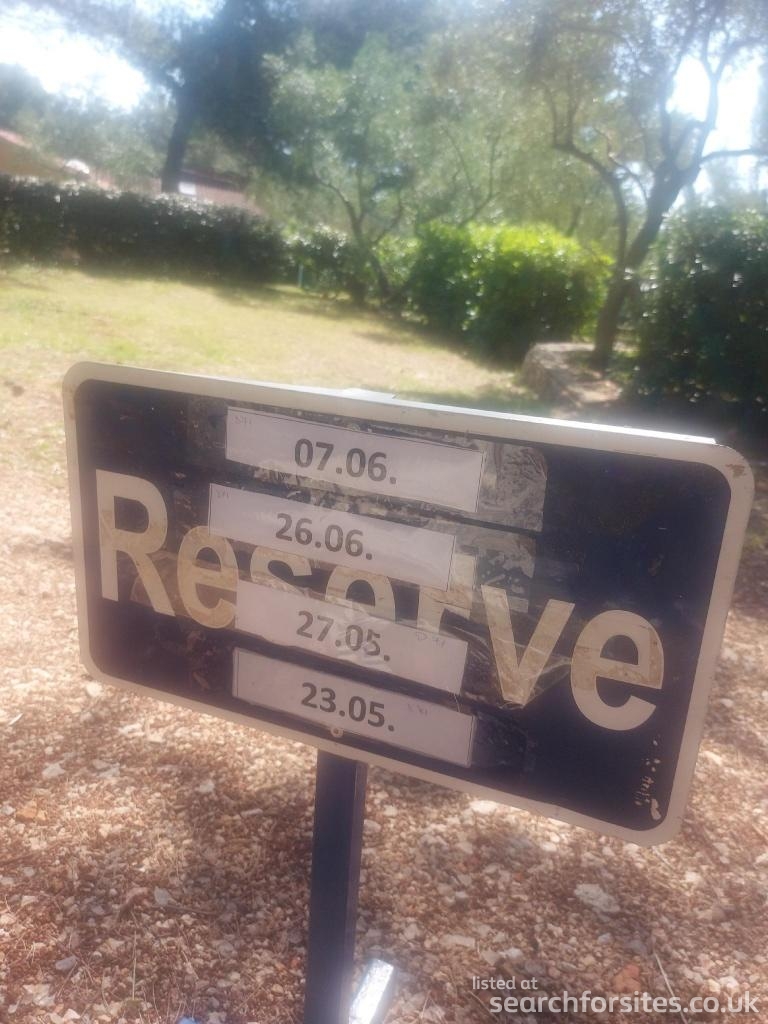 07.06.
26.06.
Reserve
27.05.
23.05.
listed at
searchforsites.co.uk